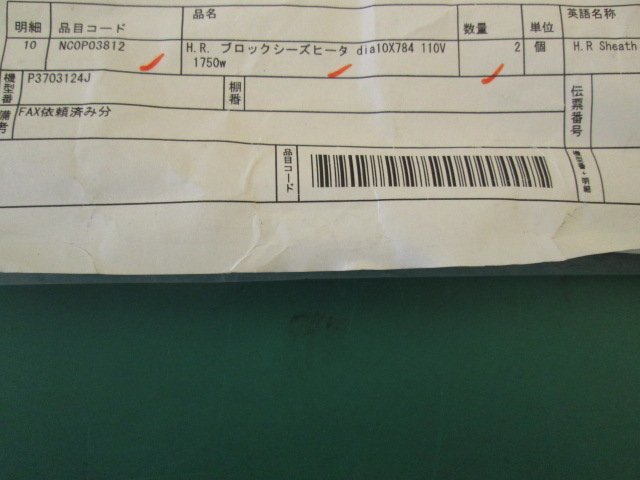 明細 品目コード 品名 数量 単位 英語名称
10 NCOP03812 H.R. ブロックシーズヒータ dia10X784 110V 2 個 H.R Sheath
1750w
機型番 P3703124J 棚番 伝票番号
備考 FAX依頼済み分
品目コード